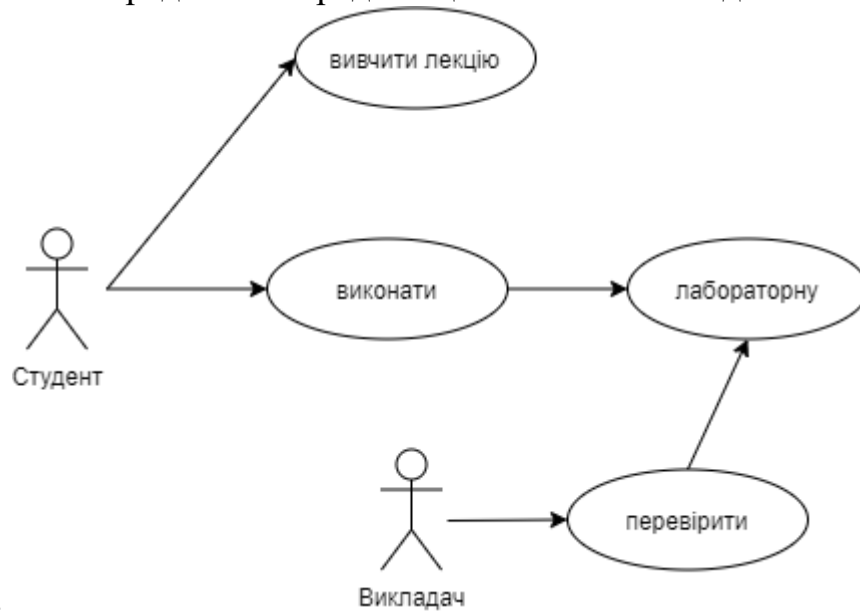 вивчити лекцію
виконати
лабораторну
Студент
перевірити
Викладач